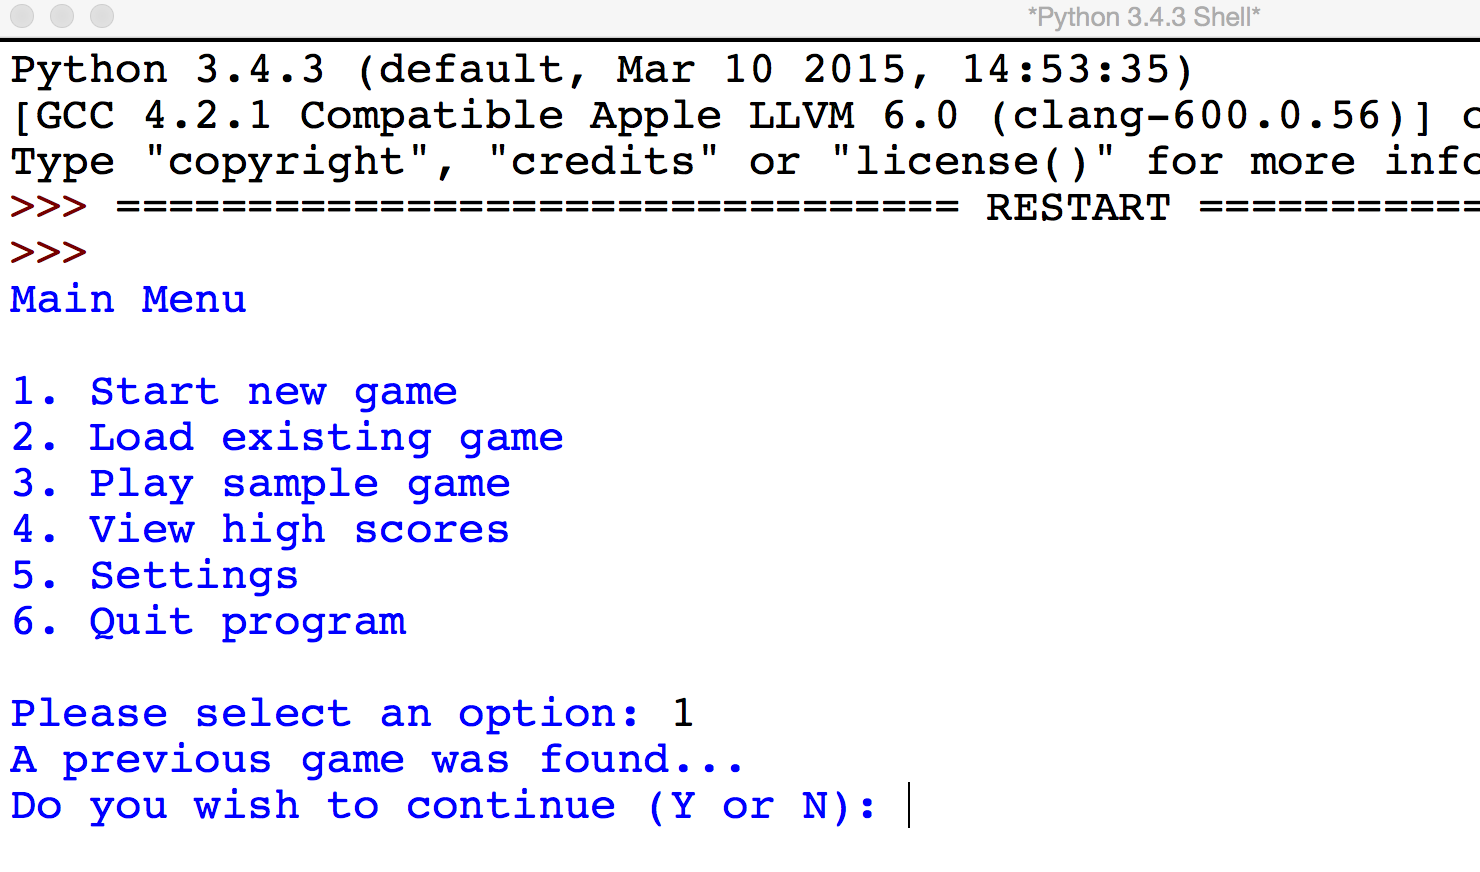 *Python 3.4.3 Shell*
Python 3.4.3 (default, Mar 10 2015, 14:53:35)
[GCC 4.2.1 Compatible Apple LLVM 6.0 (clang-600.0.56)]
Type "copyright", "credits" or "license()" for more info
>>> ================================ RESTART ===========
>>>
Main Menu
1. Start new game
2. Load existing game
3. Play sample game
4. View high scores
5. Settings
6. Quit program
Please select an option: 1
A previous game was found...
Do you wish to continue (Y or N):